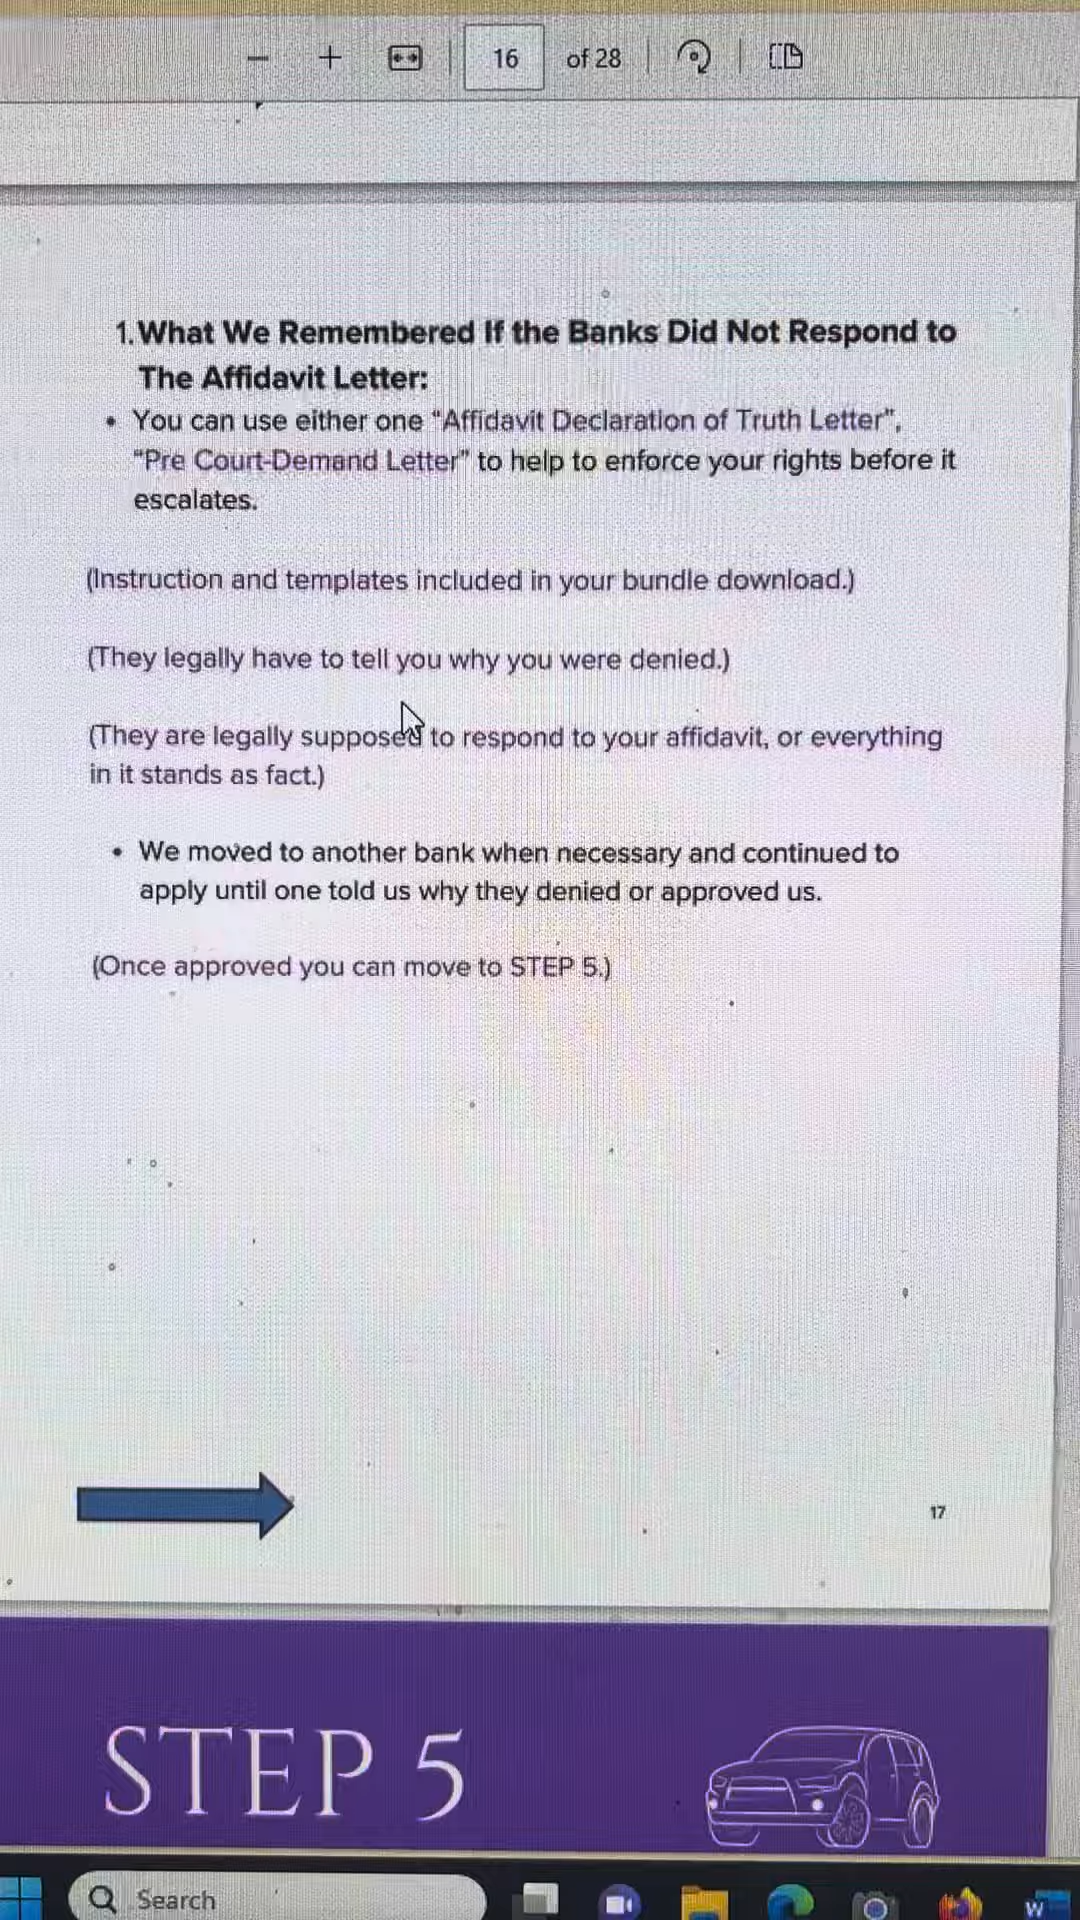 16 of 28
1. What We Remembered If the Banks Did Not Respond to
The Affidavit Letter:
• You can use either one "Affidavit Declaration of Truth Letter",
"Pre Court-Demand Letter" to help to enforce your rights before it
escalates.
(Instruction and templates included in your bundle download.)
(They legally have to tell you why you were denied.)
(They are legally supposed to respond to your affidavit, or everything
in it stands as fact.)
• We moved to another bank when necessary and continued to
apply until one told us why they denied or approved us.
(Once approved you can move to STEP 5.)
17
STEP 5
Search
W